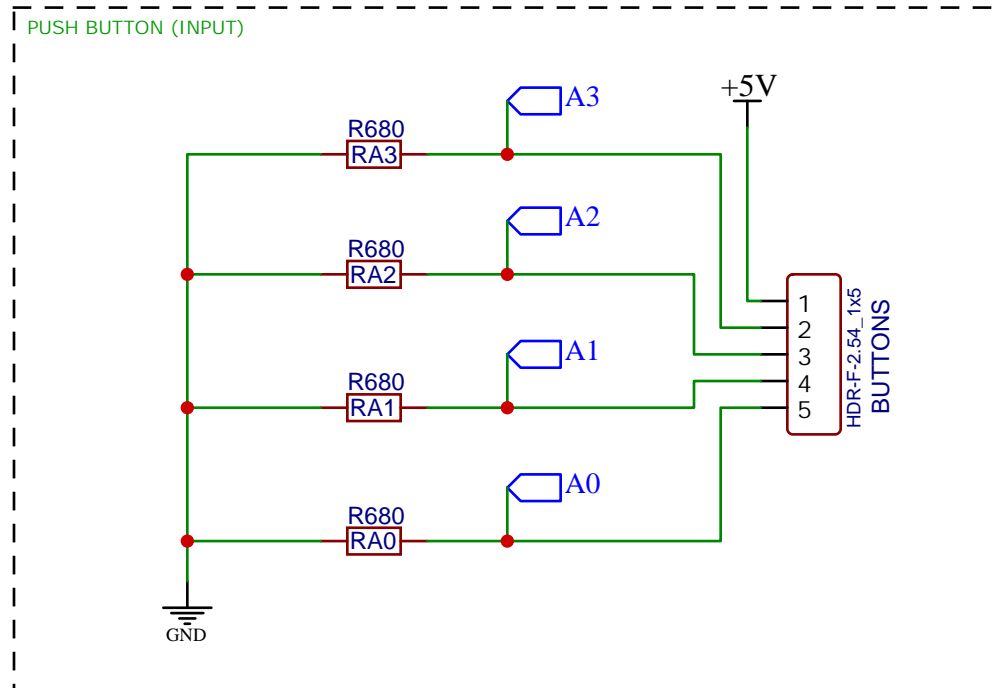 PUSH BUTTON (INPUT)
+5V
A3
R680
RA3
A2
R680
RA2
A1
R680
RA1
A0
R680
RA0
1
2
3
4
5
HDR-F-2.54_1x5
BUTTONS
GND